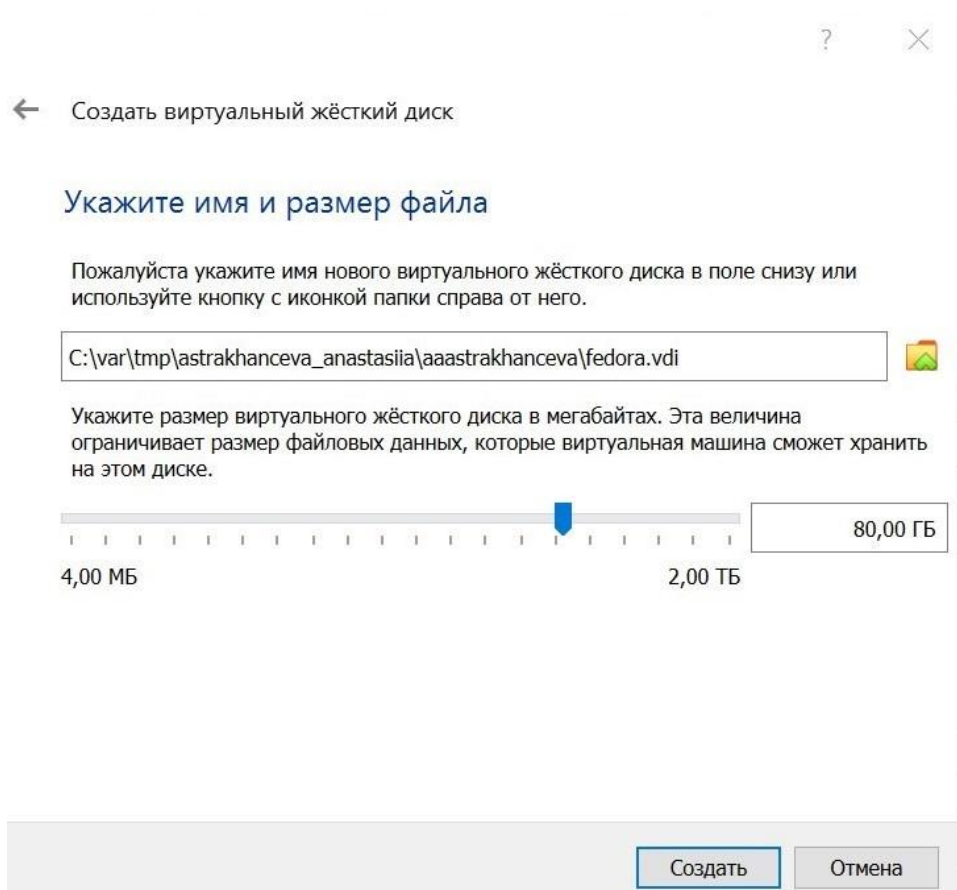 ?
Создать виртуальный жёсткий диск
Укажите имя и размер файла
Пожалуйста укажите имя нового виртуального жёсткого диска в поле снизу или
используйте кнопку с иконкой папки справа от него.
C:\var\tmp\astrakhanceva_anastasiia\aaastrakhanceva\fedora.vdi
Укажите размер виртуального жёсткого диска в мегабайтах. Эта величина
ограничивает размер файловых данных, которые виртуальная машина сможет хранить
на этом диске.
80,00 ГБ
4,00 МБ 2,00 ТБ
Создать Отмена